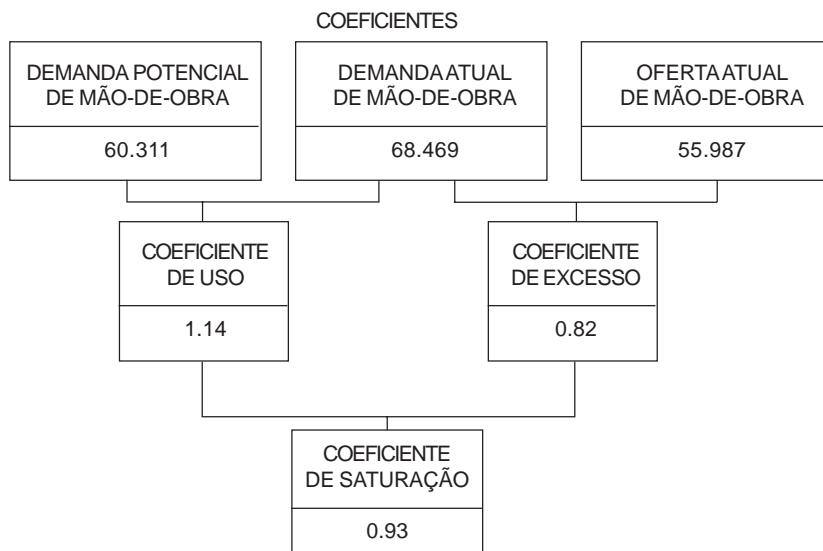 COEFICIENTES
DEMANDA POTENCIAL
DE MÃO-DE-OBRA
60.311
DEMANDA ATUAL
DE MÃO-DE-OBRA
68.469
OFERTA ATUAL
DE MÃO-DE-OBRA
55.987
COEFICIENTE
DE USO
1.14
COEFICIENTE
DE EXCESSO
0.82
COEFICIENTE
DE SATURAÇÃO
0.93